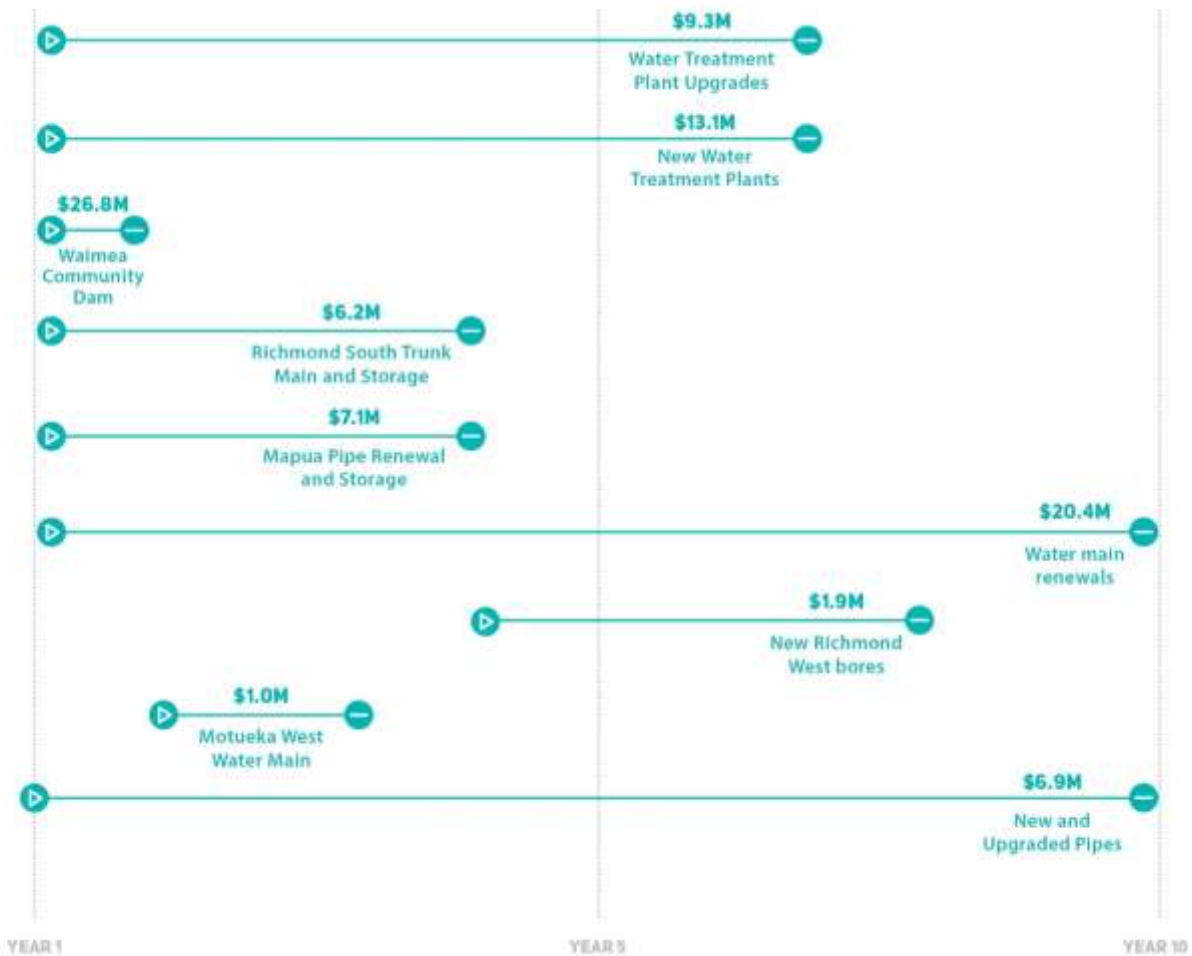 $9.3M
Water Treatment
Plant Upgrades
$13.1M
New Water
Treatment Plants
$26.8M
Waimea
Community
Dam
$6.2M
Richmond South Trunk
Main and Storage
$7.1M
Mapua Pipe Renewal
and Storage
$20.4M
Water main
renewals
$1.9M
New Richmond
West bores
$1.0M
Motueka West
Water Main
$6.9M
New and
Upgraded Pipes
YEAR 1 YEAR 5 YEAR 10